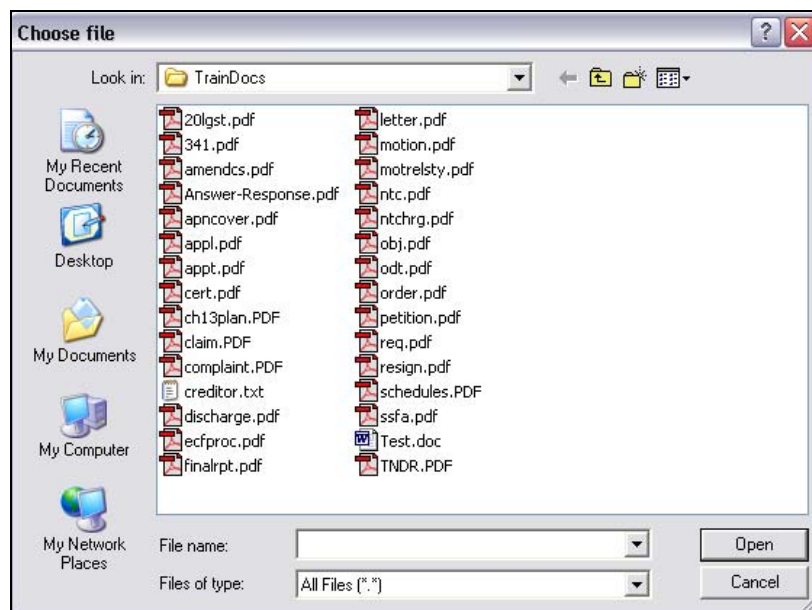 Choose file
Look in: TrainDocs
My Recent
Documents
Desktop
My Documents
My Computer
My Network
Places
20lgst.pdf
341.pdf
amendcs.pdf
Answer-Response.pdf
apncover.pdf
appl.pdf
appt.pdf
cert.pdf
ch13plan.PDF
claim.PDF
complaint.PDF
creditor.txt
discharge.pdf
ecfproc.pdf
finalrpt.pdf
letter.pdf
motion.pdf
motrelsty.pdf
ntc.pdf
ntchrg.pdf
obj.pdf
odt.pdf
order.pdf
petition.pdf
req.pdf
resign.pdf
schedules.PDF
ssfa.pdf
Test.doc
TNDR.PDF
File name:
Open
Files of type: All Files (*.*)
Cancel